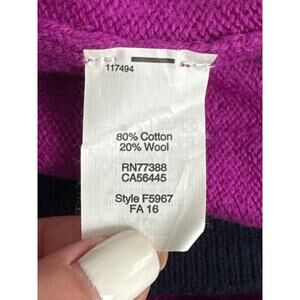 117494
80% Cotton
20% Wool
RN77388
CA56445
Style F5967
FA 16